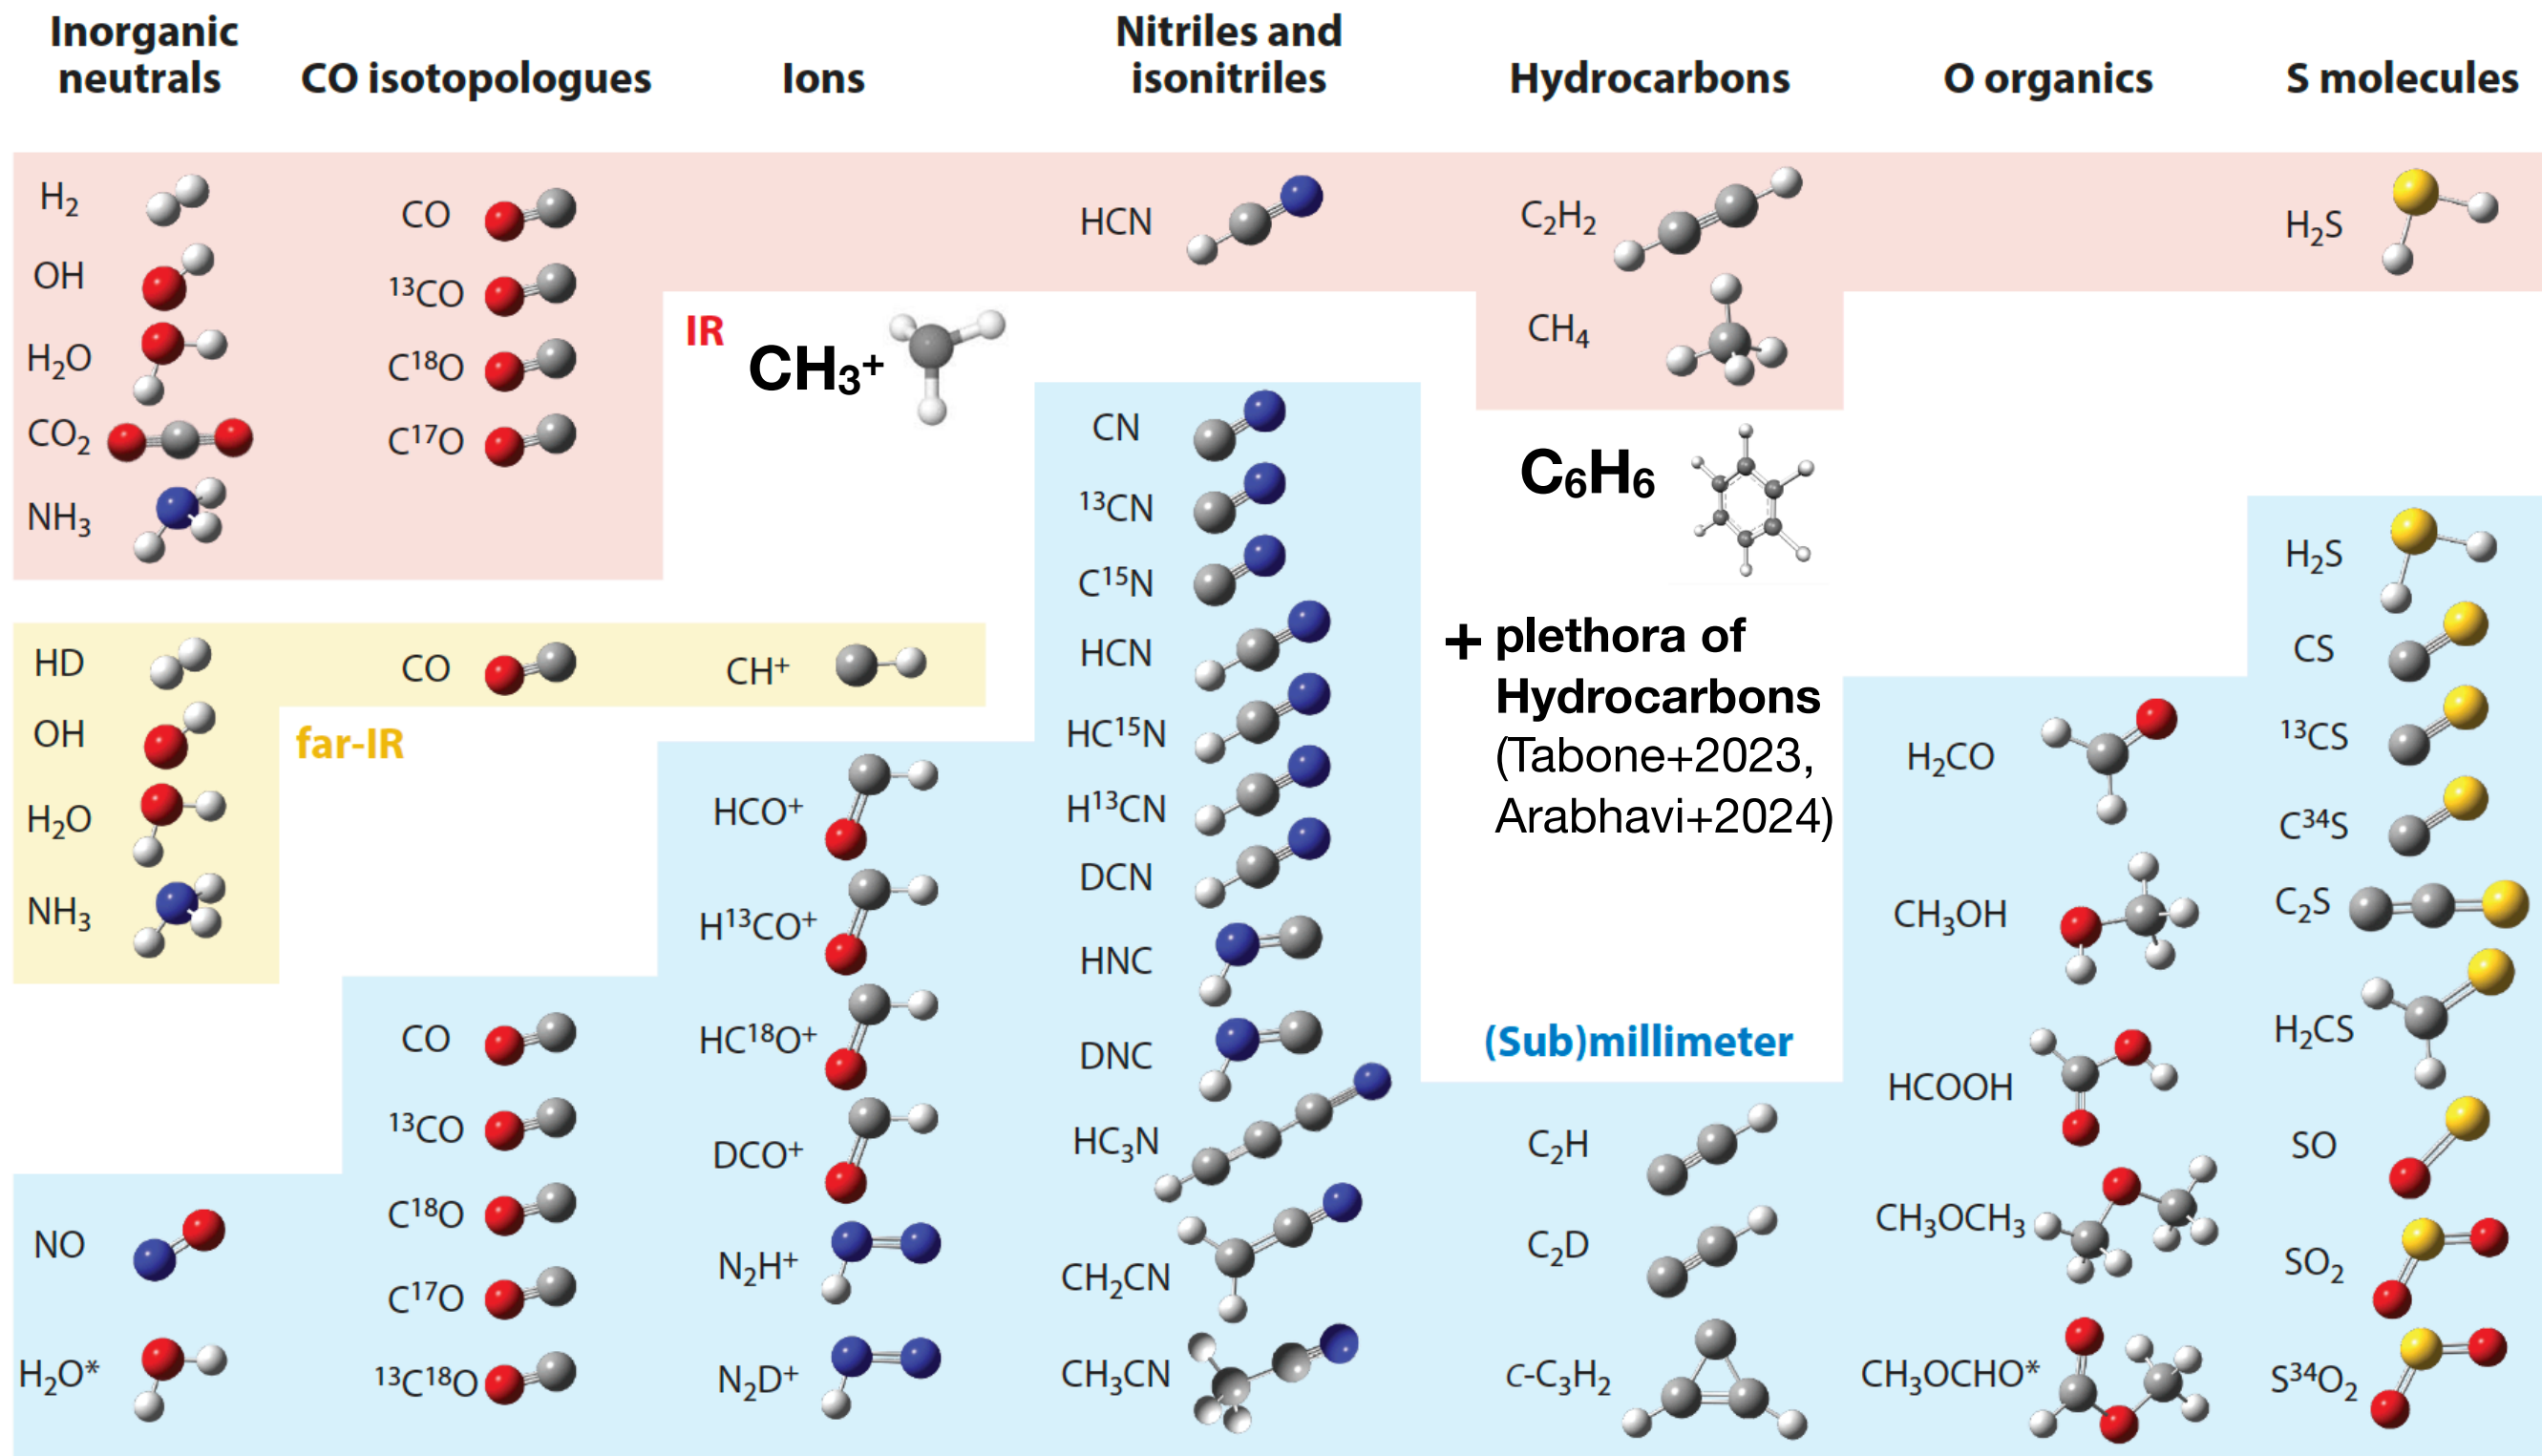 Inorganic
neutrals
CO isotopologues
Ions
Nitriles and
isonitriles
Hydrocarbons
O organics
S molecules
H₂
OH
H₂O
CO₂
NH₃
CO
¹³CO
C¹⁸O
C¹⁷O
IR
CH₃⁺
HCN
C₂H₂
CH₄
H₂S
C₆H₆
+ plethora of
Hydrocarbons
(Tabone+2023,
Arabhavi+2024)
HD
OH
H₂O
NH₃
CO
CH⁺
far-IR
NO
H₂O*
CO
¹³CO
C¹⁸O
C¹⁷O
¹³C¹⁸O
HCO⁺
H¹³CO⁺
HC¹⁸O⁺
DCO⁺
N₂H⁺
N₂D⁺
CN
¹³CN
C¹⁵N
HCN
HC¹⁵N
H¹³CN
DCN
HNC
DNC
HC₃N
CH₂CN
CH₃CN
(Sub)millimeter
C₂H
C₂D
c-C₃H₂
H₂CO
CH₃OH
HCOOH
CH₃OCH₃
CH₃OCHO*
H₂S
CS
¹³CS
C³⁴S
C₂S
H₂CS
SO
SO₂
S³⁴O₂